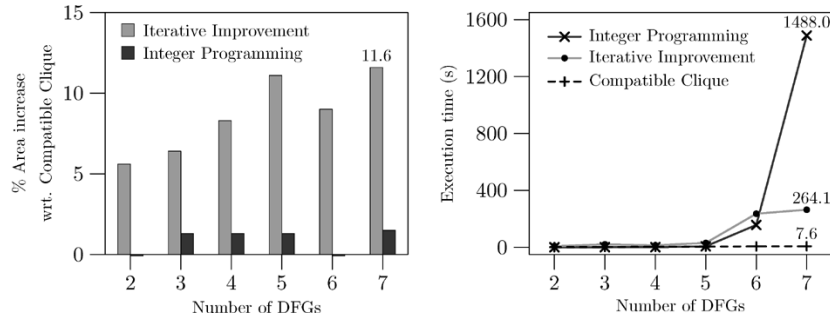 % Area increase
wrt. Compatible Clique
15
10
5
0
Iterative Improvement
Integer Programming
11.6
2 3 4 5 6 7
Number of DFGs
Execution time (s)
1600
1200
800
400
0
Integer Programming
Iterative Improvement
Compatible Clique
1488.0
264.1
7.6
2 3 4 5 6 7
Number of DFGs